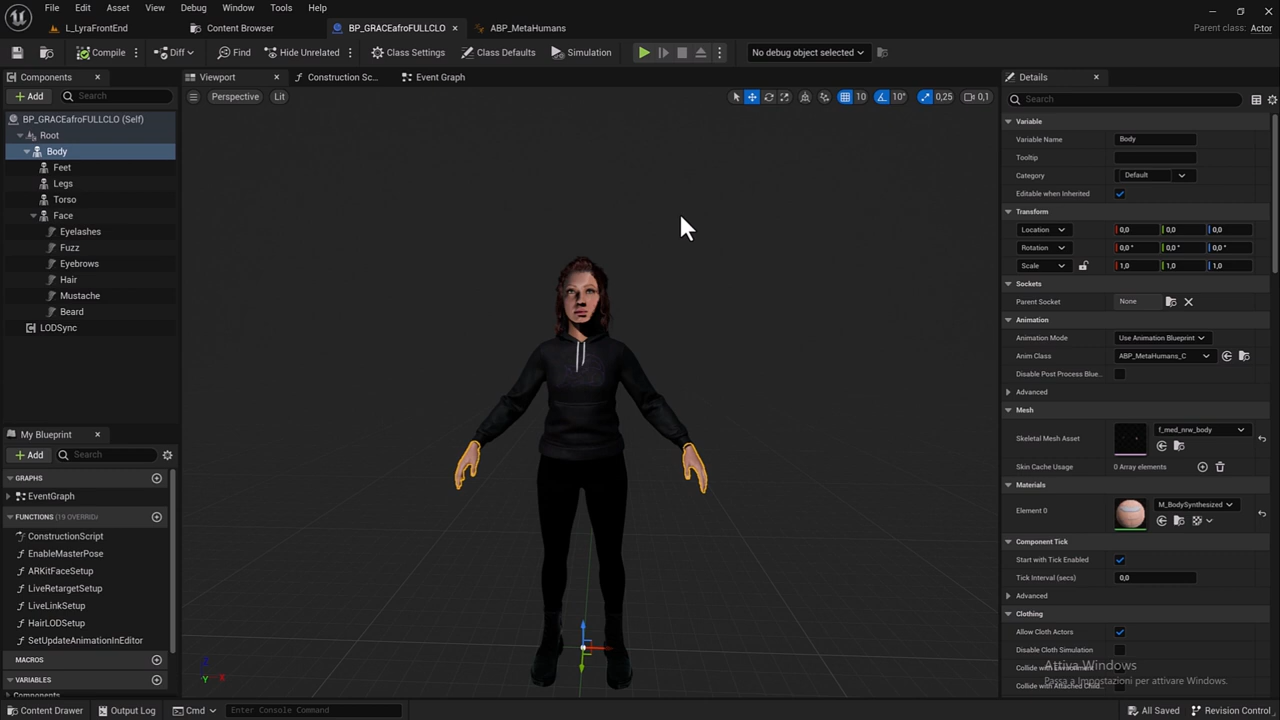 File Edit Asset View Debug Window Tools Help
L_LyraFrontEnd Content Browser BP_GRACEafroFULLCLO ABP_MetaHumans Parent class: Actor
Compile Diff Find Hide Unrelated Class Settings Class Defaults Simulation No debug object selected
Components
Add Search
BP_GRACEafroFULLCLO (Self)
Root
Body
Feet
Legs
Torso
Face
Eyelashes
Fuzz
Eyebrows
Hair
Mustache
Beard
LODSync
My Blueprint
Add Search
GRAPHS
EventGraph
FUNCTIONS (19 OVERRID
ConstructionScript
EnableMasterPose
ARKitFaceSetup
LiveRetargetSetup
LiveLinkSetup
HairLODSetup
SetUpdateAnimationInEditor
MACROS
VARIABLES
Components
Viewport Construction Sc... Event Graph
Perspective Lit 10 10° 0,25 0,1
Z
Y X
Details
Search
Variable
Variable Name Body
Tooltip
Category Default
Editable when Inherited
Transform
Location 0,0 0,0 0,0
Rotation 0,0 ° 0,0 ° 0,0 °
Scale 1,0 1,0 1,0
Sockets
Parent Socket None
Animation
Animation Mode Use Animation Blueprint
Anim Class ABP_MetaHumans_C
Disable Post Process Blue...
Advanced
Mesh
Skeletal Mesh Asset f_med_nrw_body
Skin Cache Usage 0 Array elements
Materials
Element 0 M_BodySynthesized
Component Tick
Start with Tick Enabled
Tick Interval (secs) 0,0
Advanced
Clothing
Allow Cloth Actors
Disable Cloth Simulation
Collide with Environment
Collide with Attached Child...
Attiva Windows
Passa a Impostazioni per attivare Windows.
Content Drawer Output Log Cmd Enter Console Command All Saved Revision Control